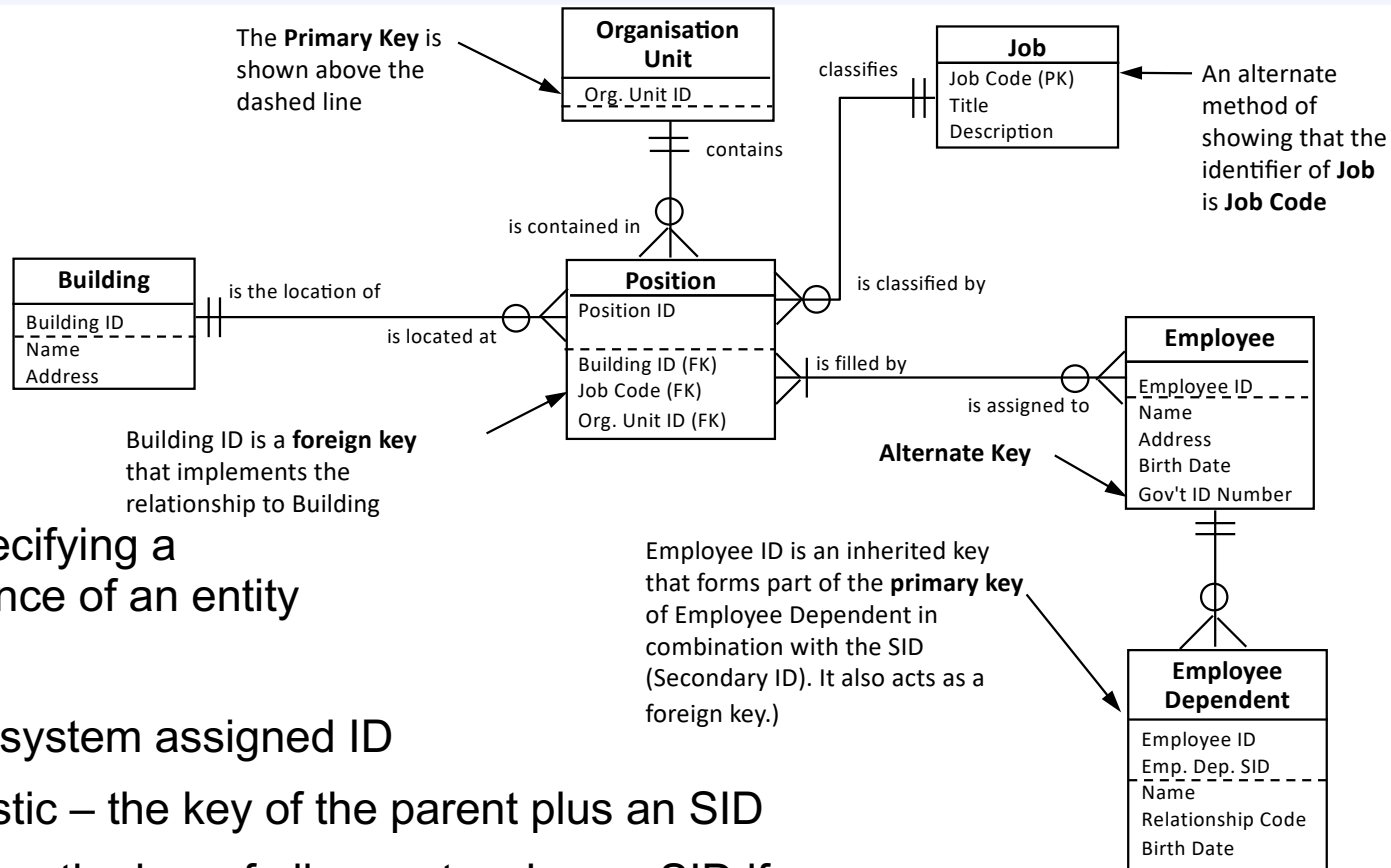 The Primary Key is
shown above the
dashed line
Organisation
Unit
Org. Unit ID
classifies
Job
Job Code (PK)
Title
Description
An alternate
method of
showing that the
identifier of Job
is Job Code
contains
is contained in
Building
Building ID
Name
Address
is the location of
is located at
Position
Position ID
Building ID (FK)
Job Code (FK)
Org. Unit ID (FK)
is classified by
is filled by
is assigned to
Employee
Employee ID
Name
Address
Birth Date
Gov't ID Number
Alternate Key
Building ID is a foreign key
that implements the
relationship to Building
ecifying a
nce of an entity
Employee ID is an inherited key
that forms part of the primary key
of Employee Dependent in
combination with the SID
(Secondary ID). It also acts as a
foreign key.)
Employee
Dependent
Employee ID
Emp. Dep. SID
Name
Relationship Code
Birth Date
system assigned ID
stic – the key of the parent plus an SID